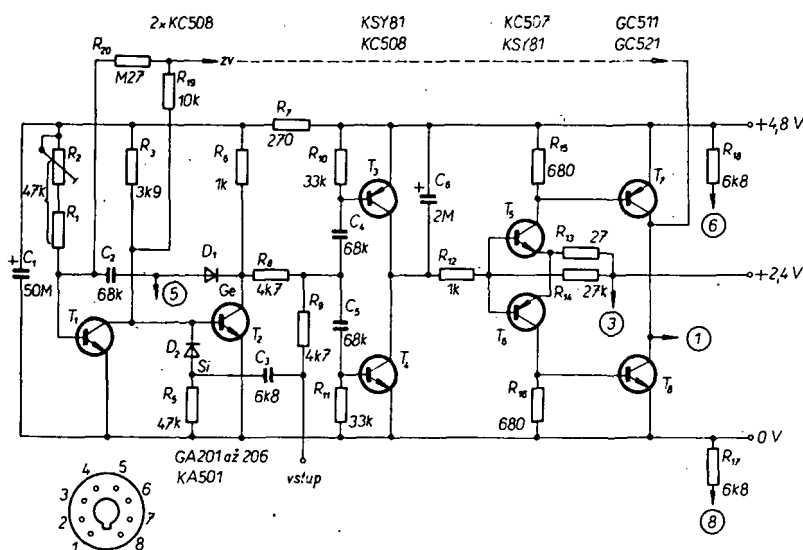 2xKC508
KSY81
KC508
KC507
KSY81
GC511
GC521
R20
M27
R19
10k
ZV
R7
270
+4,8 V
R2
47k
R1
R3
3k9
R6
1k
R10
33k
T3
C6
2M
R15
680
T7
R18
6k8
6
C1
50M
C2
68k
5
D1
Ge
R8
4k7
C4
68k
R12
1k
T5
R13
27
R14
27k
+2,4 V
3
T1
D2
Si
T2
C3
6k8
R9
4k7
C5
68k
T4
T6
1
T8
R5
47k
R11
33k
R16
680
0 V
GA201 až 206
KA501
vstup
R17
6k8
8
4 5
3 6
2 7
1 8